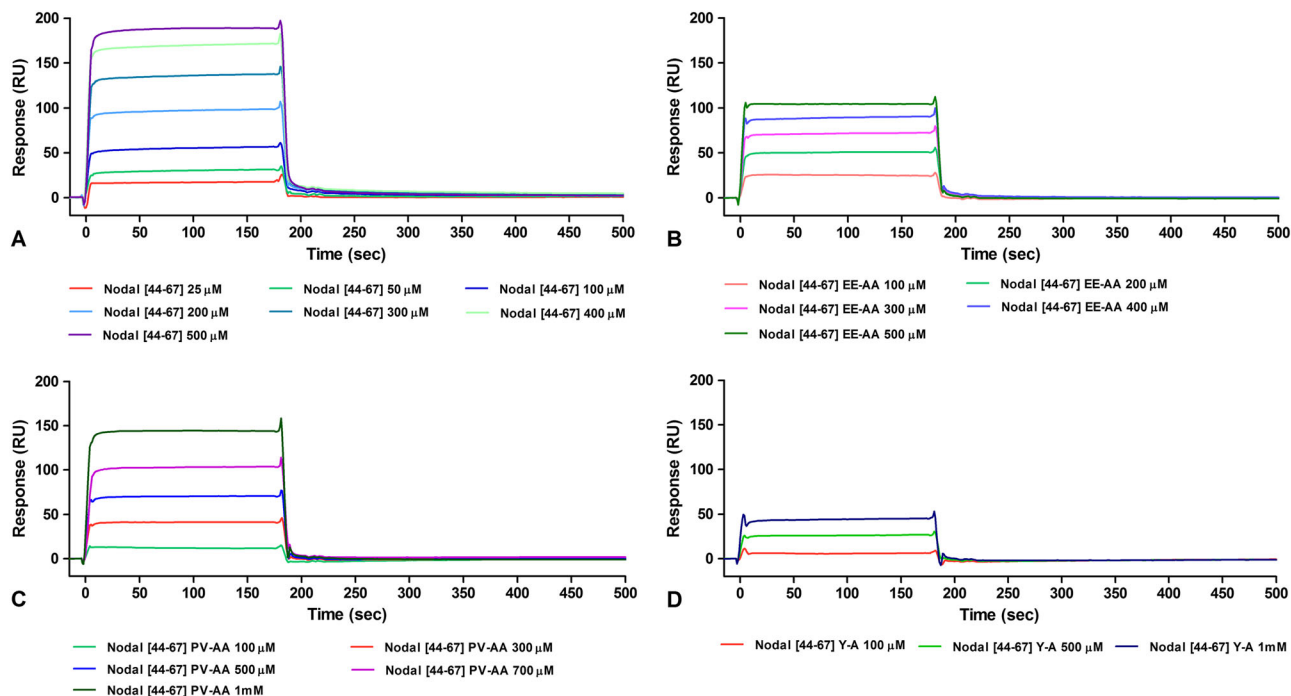 200
150
100
50
0
Response (RU)
0 50 100 150 200 250 300 350 400 450 500
Time (sec)
A
Nodal [44-67] 25 µM Nodal [44-67] 50 µM Nodal [44-67] 100 µM
Nodal [44-67] 200 µM Nodal [44-67] 300 µM Nodal [44-67] 400 µM
Nodal [44-67] 500 µM
200
150
100
50
0
Response (RU)
0 50 100 150 200 250 300 350 400 450 500
Time (sec)
B
Nodal [44-67] EE-AA 100 µM Nodal [44-67] EE-AA 200 µM
Nodal [44-67] EE-AA 300 µM Nodal [44-67] EE-AA 400 µM
Nodal [44-67] EE-AA 500 µM
200
150
100
50
0
Response (RU)
0 50 100 150 200 250 300 350 400 450 500
Time (sec)
C
Nodal [44-67] PV-AA 100 µM Nodal [44-67] PV-AA 300 µM
Nodal [44-67] PV-AA 500 µM Nodal [44-67] PV-AA 700 µM
Nodal [44-67] PV-AA 1mM
200
150
100
50
0
Response (RU)
0 50 100 150 200 250 300 350 400 450 500
Time (sec)
D
Nodal [44-67] Y-A 100 µM Nodal [44-67] Y-A 500 µM Nodal [44-67] Y-A 1mM